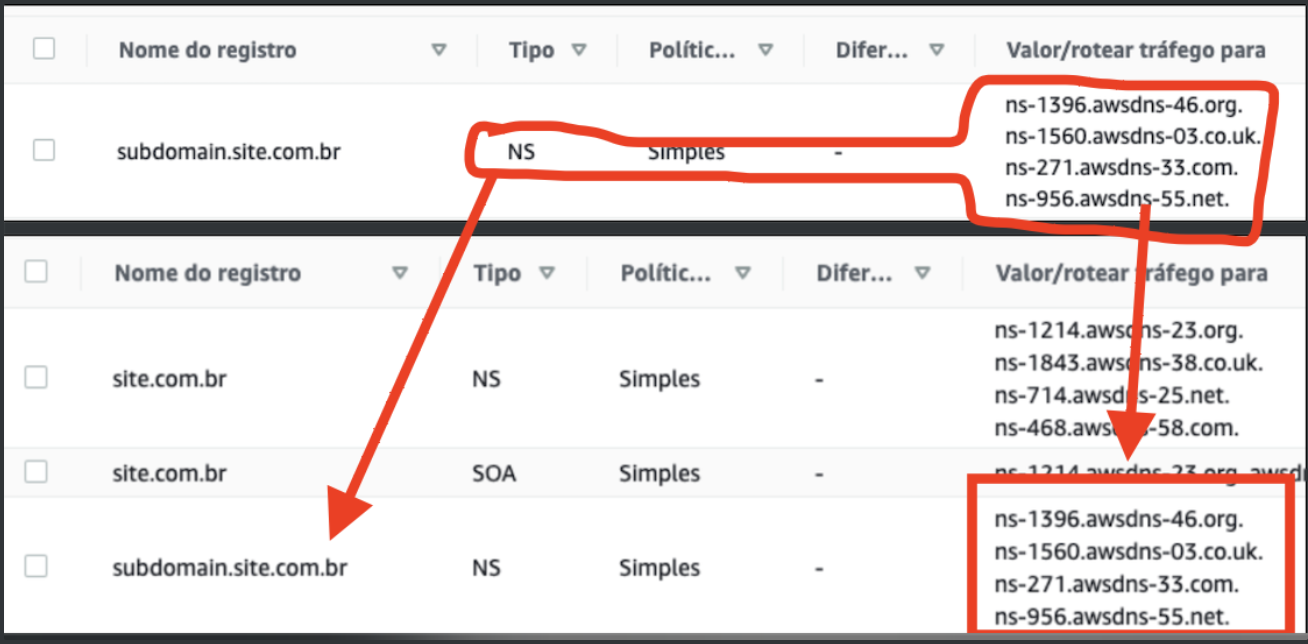 Nome do registro Tipo Polític... Difer... Valor/rotear tráfego para
ns-1396.awsdns-46.org.
ns-1560.awsdns-03.co.uk.
subdomain.site.com.br NS Simples -
ns-271.awsdns-33.com.
ns-956.awsdns-55.net.
Nome do registro Tipo Polític... Difer... Valor/rotear tráfego para
ns-1214.awsdns-23.org.
ns-1843.awsdns-38.co.uk.
site.com.br NS Simples -
ns-714.awsdns-25.net.
ns-468.awsdns-58.com.
site.com.br SOA Simples - ns-1214.awsdns-23.org. awsd
ns-1396.awsdns-46.org.
ns-1560.awsdns-03.co.uk.
subdomain.site.com.br NS Simples -
ns-271.awsdns-33.com.
ns-956.awsdns-55.net.